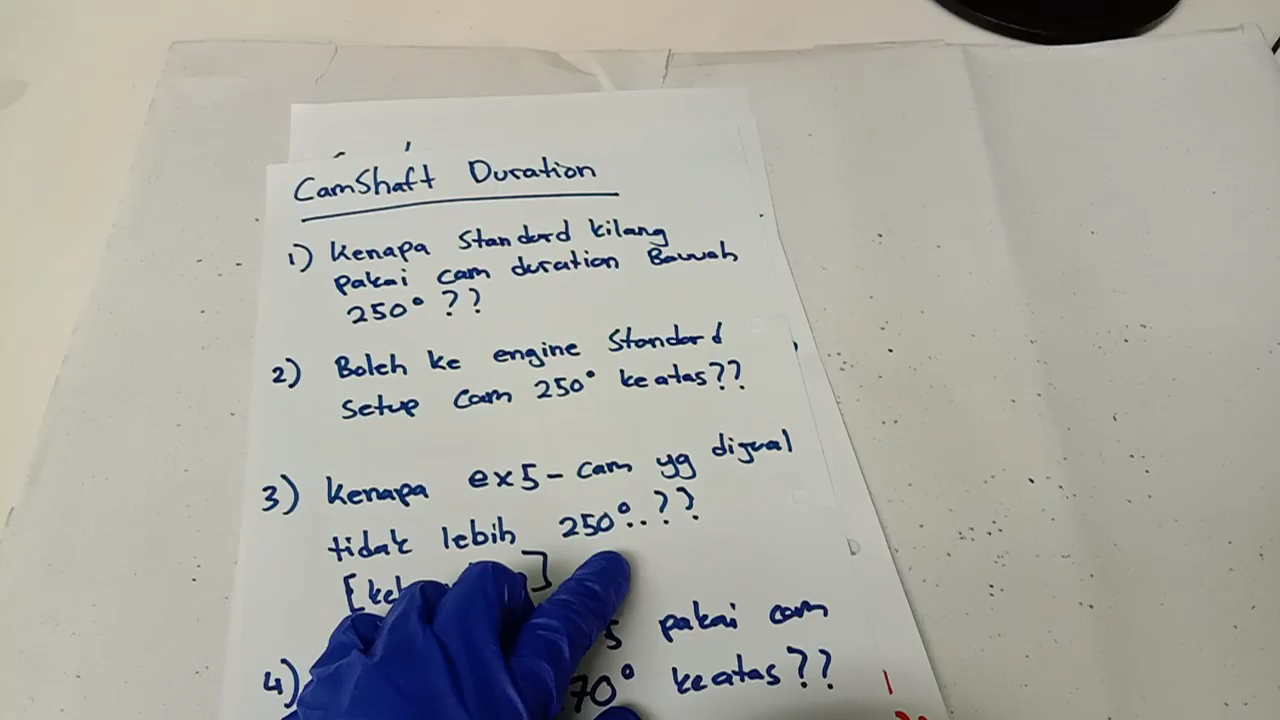 Camshaft Duration
1) Kenapa Standard kilang
pakai cam duration Bawah
250° ??
2) Boleh ke engine Standard
Setup Cam 250° keatas??
3) Kenapa ex5-cam yg dijual
tidak lebih 250°..??
4) pakai cam
70° keatas??